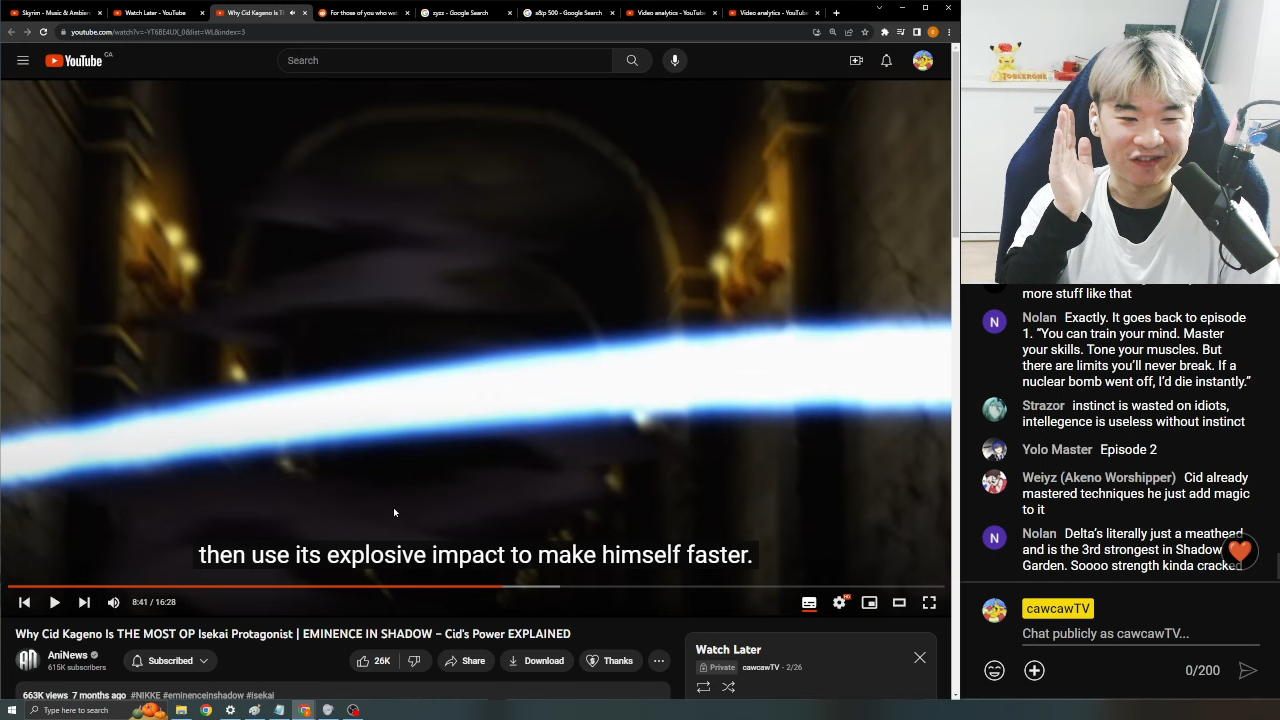 Skyrim - Music & Ambien
Watch Later - YouTube
Why Cid Kageno Is T
For those of you who wat
zyzz - Google Search
s&p 500 - Google Search
Video analytics - YouTub
Video analytics - YouTub
youtube.com/watch?v=-YT6BE4UX_0&list=WL&index=3
YouTube CA
Search
TOBLERONE
then use its explosive impact to make himself faster.
8:41 / 16:28
HD
Why Cid Kageno Is THE MOST OP Isekai Protagonist | EMINENCE IN SHADOW – Cid's Power EXPLAINED
AniNews
615K subscribers
Subscribed
26K
Share
Download
Thanks
663K views 7 months ago #NIKKE #eminenceinshadow #isekai
Watch Later
Private cawcawTV - 2/26
more stuff like that
N Nolan Exactly. It goes back to episode
1. “You can train your mind. Master
your skills. Tone your muscles. But
there are limits you’ll never break. If a
nuclear bomb went off, I’d die instantly.”
Strazor instinct is wasted on idiots,
intellegence is useless without instinct
Yolo Master Episode 2
Weiyz (Akeno Worshipper) Cid already
mastered techniques he just add magic
to it
N Nolan Delta’s literally just a meathead
and is the 3rd strongest in Shadow
Garden. Soooo strength kinda cracked
cawcawTV
Chat publicly as cawcawTV...
0/200
Type here to search